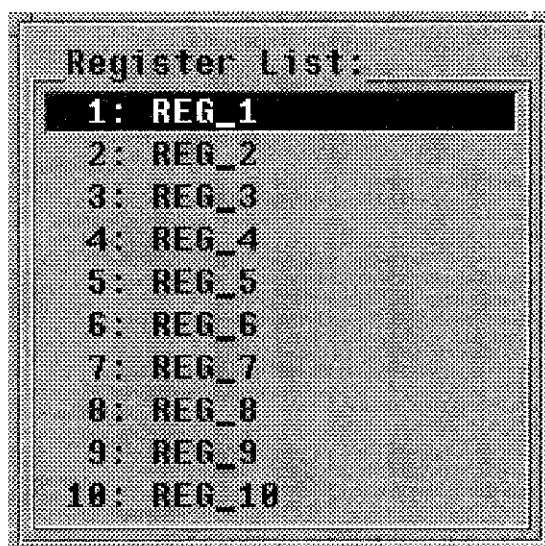 Register List:
1: REG_1
2: REG_2
3: REG_3
4: REG_4
5: REG_5
6: REG_6
7: REG_7
8: REG_8
9: REG_9
10: REG_10